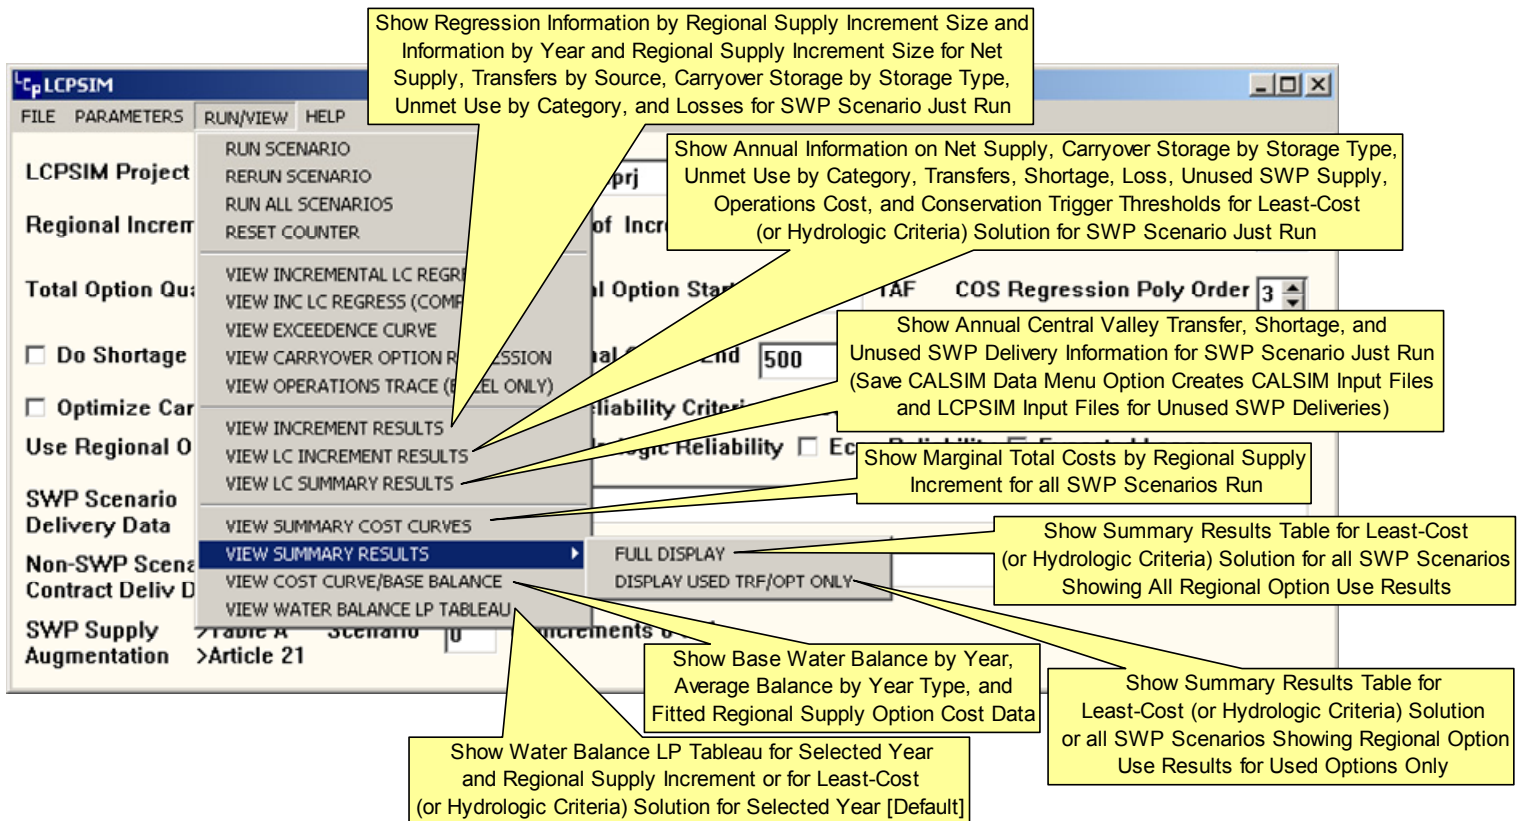 Show Regression Information by Regional Supply Increment Size and
Information by Year and Regional Supply Increment Size for Net
Supply, Transfers by Source, Carryover Storage by Storage Type,
Unmet Use by Category, and Losses for SWP Scenario Just Run
LCPSIM
FILE PARAMETERS RUN/VIEW HELP
RUN SCENARIO
RERUN SCENARIO
RUN ALL SCENARIOS
RESET COUNTER
VIEW INCREMENTAL LC REGRE
VIEW INC LC REGRESS (COMP
VIEW EXCEEDENCE CURVE
VIEW CARRYOVER OPTION R ESSION
VIEW OPERATIONS TRACE (E EL ONLY)
VIEW INCREMENT RESULTS
VIEW LC INCREMENT RESULTS
VIEW LC SUMMARY RESULTS
VIEW SUMMARY COST CURVES
VIEW SUMMARY RESULTS
VIEW COST CURVE/BASE BALANCE
VIEW WATER BALANCE LP TABLEAU
FULL DISPLAY
DISPLAY USED TRF/OPT ONLY
LCPSIM Project
prj
Regional Increm
of Incr
Total Option Qua
l Option Star
TAF COS Regression Poly Order 3
Do Shortage
nd 500
Optimize Car
liability Criteri
Use Regional O
Reliability Ec
SWP Scenario
Delivery Data
Non-SWP Scena
Contract Deliv D
SWP Supply >Table A Scenario 0
Augmentation >Article 21
Show Annual Information on Net Supply, Carryover Storage by Storage Type,
Unmet Use by Category, Transfers, Shortage, Loss, Unused SWP Supply,
Operations Cost, and Conservation Trigger Thresholds for Least-Cost
(or Hydrologic Criteria) Solution for SWP Scenario Just Run
Show Annual Central Valley Transfer, Shortage, and
Unused SWP Delivery Information for SWP Scenario Just Run
(Save CALSIM Data Menu Option Creates CALSIM Input Files
and LCPSIM Input Files for Unused SWP Deliveries)
Show Marginal Total Costs by Regional Supply
Increment for all SWP Scenarios Run
Show Summary Results Table for Least-Cost
(or Hydrologic Criteria) Solution for all SWP Scenarios
Showing All Regional Option Use Results
Show Summary Results Table for
Least-Cost (or Hydrologic Criteria) Solution
or all SWP Scenarios Showing Regional Option
Use Results for Used Options Only
Show Base Water Balance by Year,
Average Balance by Year Type, and
Fitted Regional Supply Option Cost Data
Show Water Balance LP Tableau for Selected Year
and Regional Supply Increment or for Least-Cost
(or Hydrologic Criteria) Solution for Selected Year [Default]